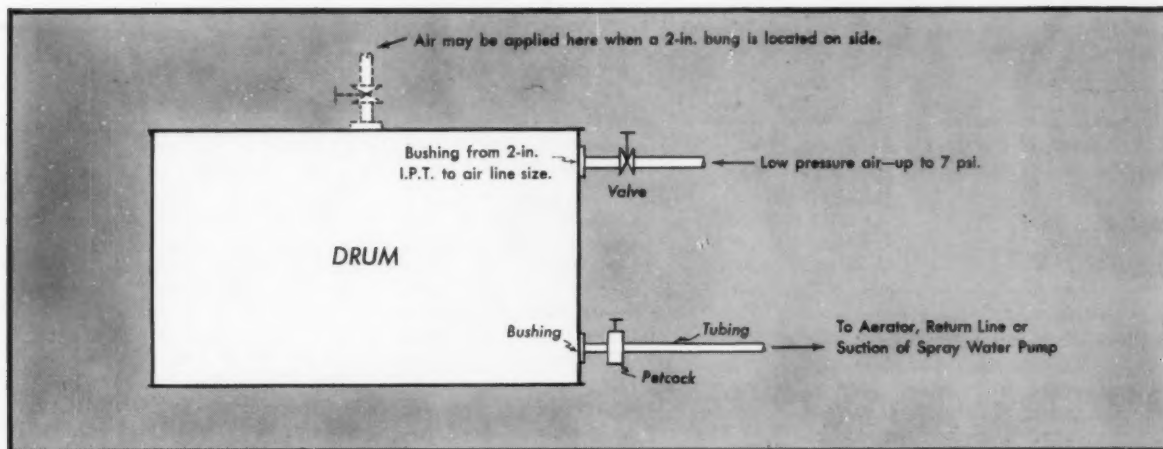 Air may be applied here when a 2-in. bung is located on side.
Bushing from 2-in.
I.P.T. to air line size.
Low pressure air—up to 7 psi.
Valve
DRUM
Bushing
Tubing
To Aerator, Return Line or
Suction of Spray Water Pump
Petcock